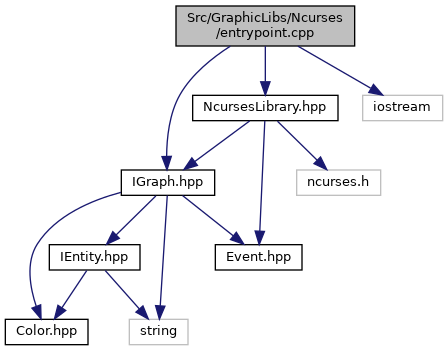 Src/GraphicLibs/Ncurses
/entrypoint.cpp
NcursesLibrary.hpp
iostream
IGraph.hpp
ncurses.h
IEntity.hpp
Event.hpp
Color.hpp
string